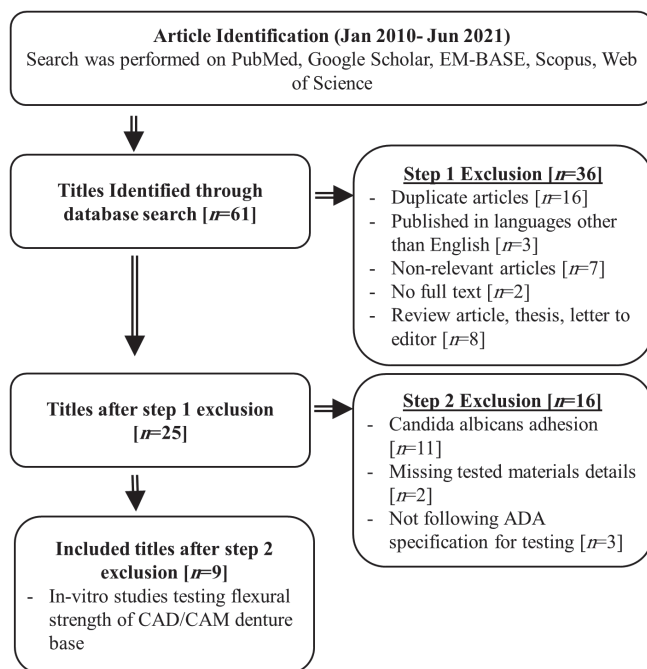 Article Identification (Jan 2010- Jun 2021)
Search was performed on PubMed, Google Scholar, EM-BASE, Scopus, Web
of Science
Titles Identified through
database search [n=61]
Step 1 Exclusion [n=36]
- Duplicate articles [n=16]
- Published in languages other
than English [n=3]
- Non-relevant articles [n=7]
- No full text [n=2]
- Review article, thesis, letter to
editor [n=8]
Titles after step 1 exclusion
[n=25]
Step 2 Exclusion [n=16]
- Candida albicans adhesion
[n=11]
- Missing tested materials details
[n=2]
- Not following ADA
specification for testing [n=3]
Included titles after step 2
exclusion [n=9]
- In-vitro studies testing flexural
strength of CAD/CAM denture
base